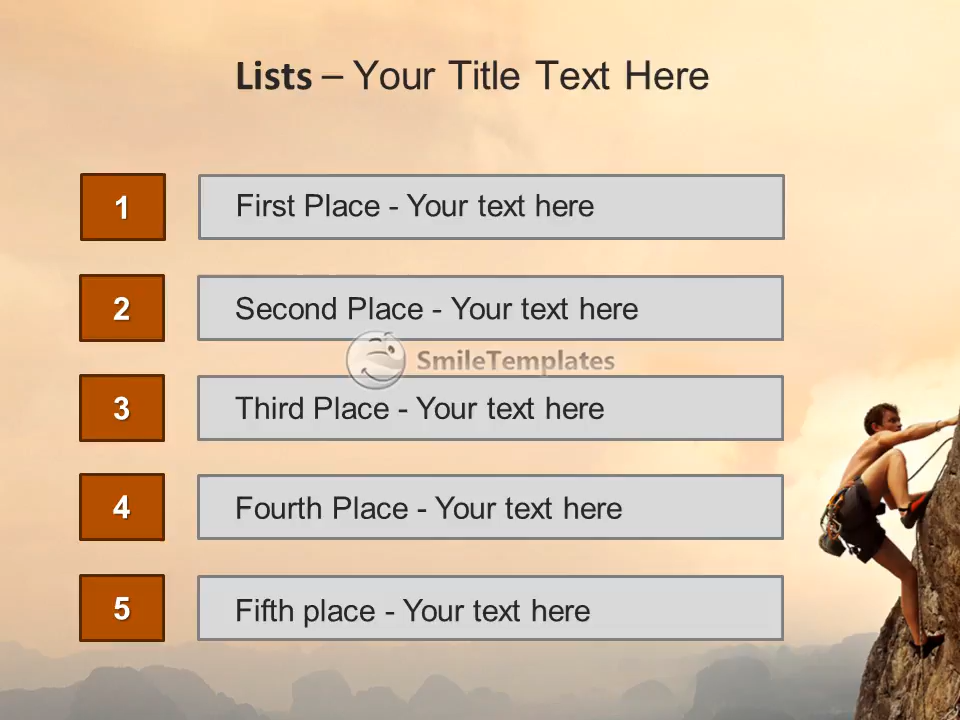 Lists – Your Title Text Here
1 First Place - Your text here
2 Second Place - Your text here
SmileTemplates
3 Third Place - Your text here
4 Fourth Place - Your text here
5 Fifth place - Your text here